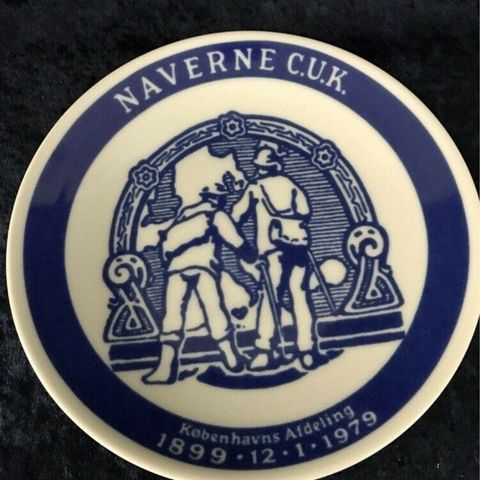 NAVERNE C.U.K.
Københavns Afdeling
1899 · 12 · 1 · 1979